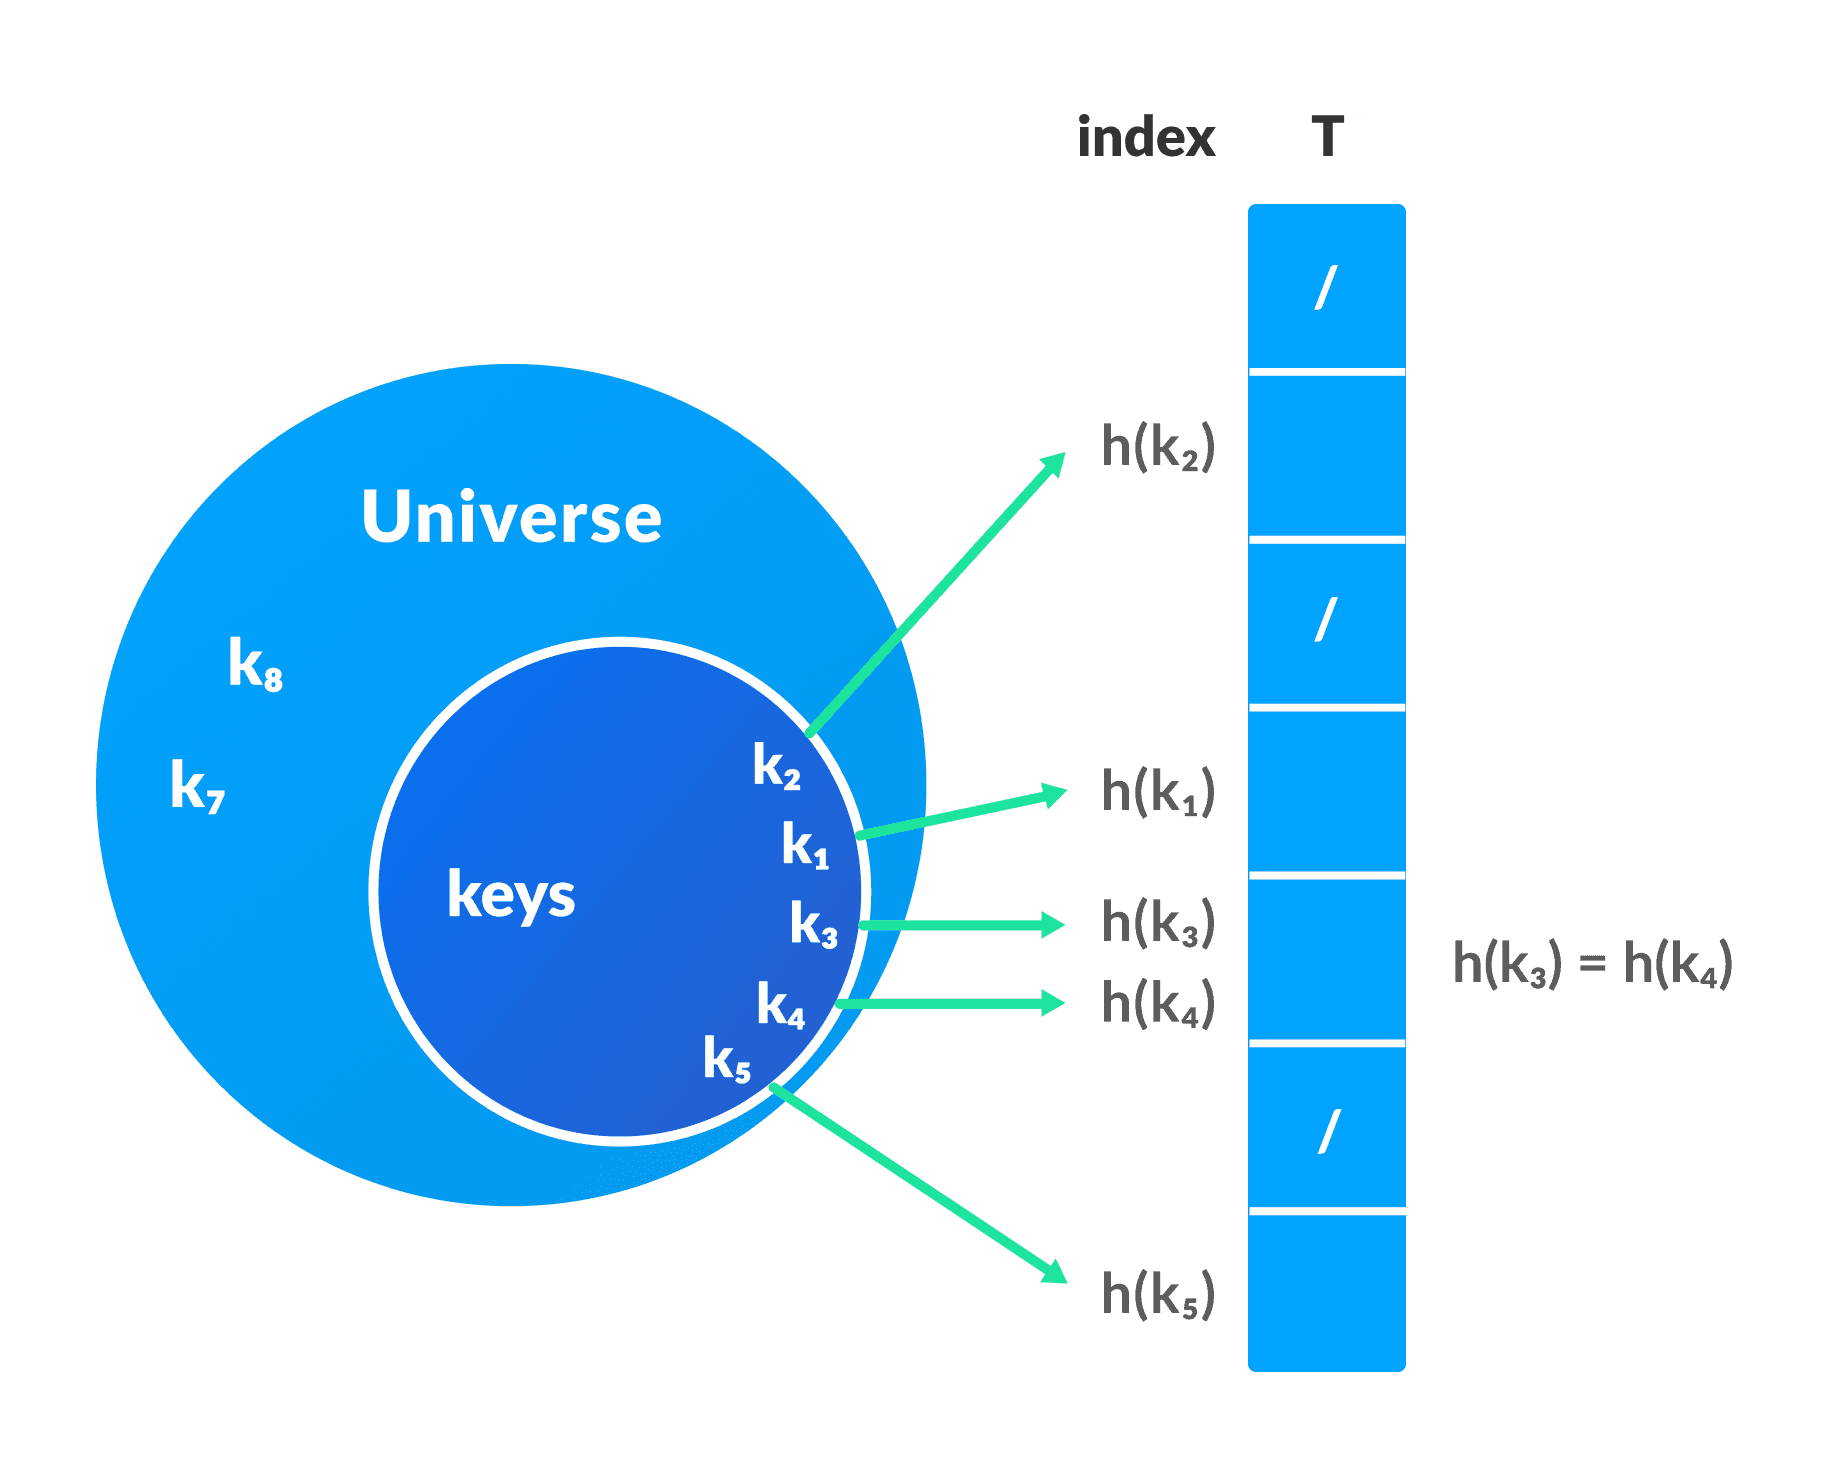 index T
/
h(k₂)
Universe
/
k₈
k₂
k₇
h(k₁)
k₁
keys
k₃
h(k₃)
h(k₃) = h(k₄)
k₄
h(k₄)
k₅
/
h(k₅)